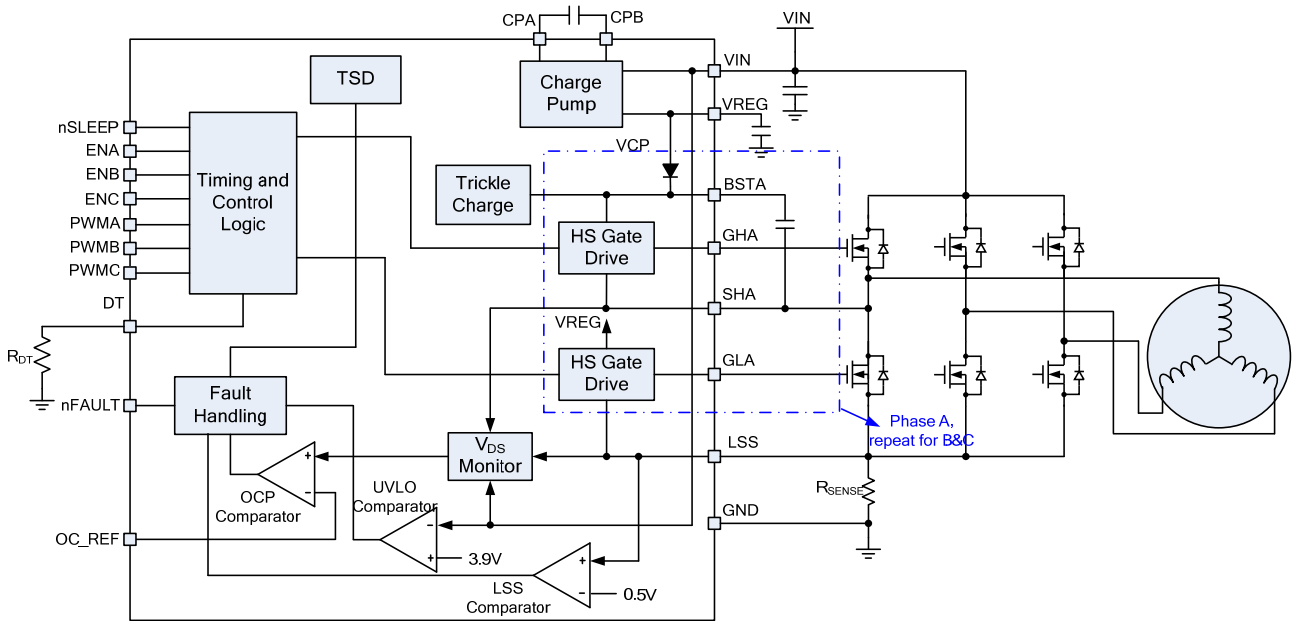 CPA
CPB
VIN
TSD
Charge
Pump
VIN
VREG
nSLEEP
ENA
ENB
ENC
PWMA
PWMB
PWMC
Timing and
Control
Logic
VCP
Trickle
Charge
BSTA
HS Gate
Drive
GHA
DT
SHA
VREG
RDT
HS Gate
Drive
GLA
Fault
Handling
nFAULT
Phase A,
repeat for B&C
VDS
Monitor
LSS
+
-
OCP
Comparator
UVLO
Comparator
RSENSE
GND
OC_REF
-
+
3.9V
LSS
Comparator
+
-
0.5V